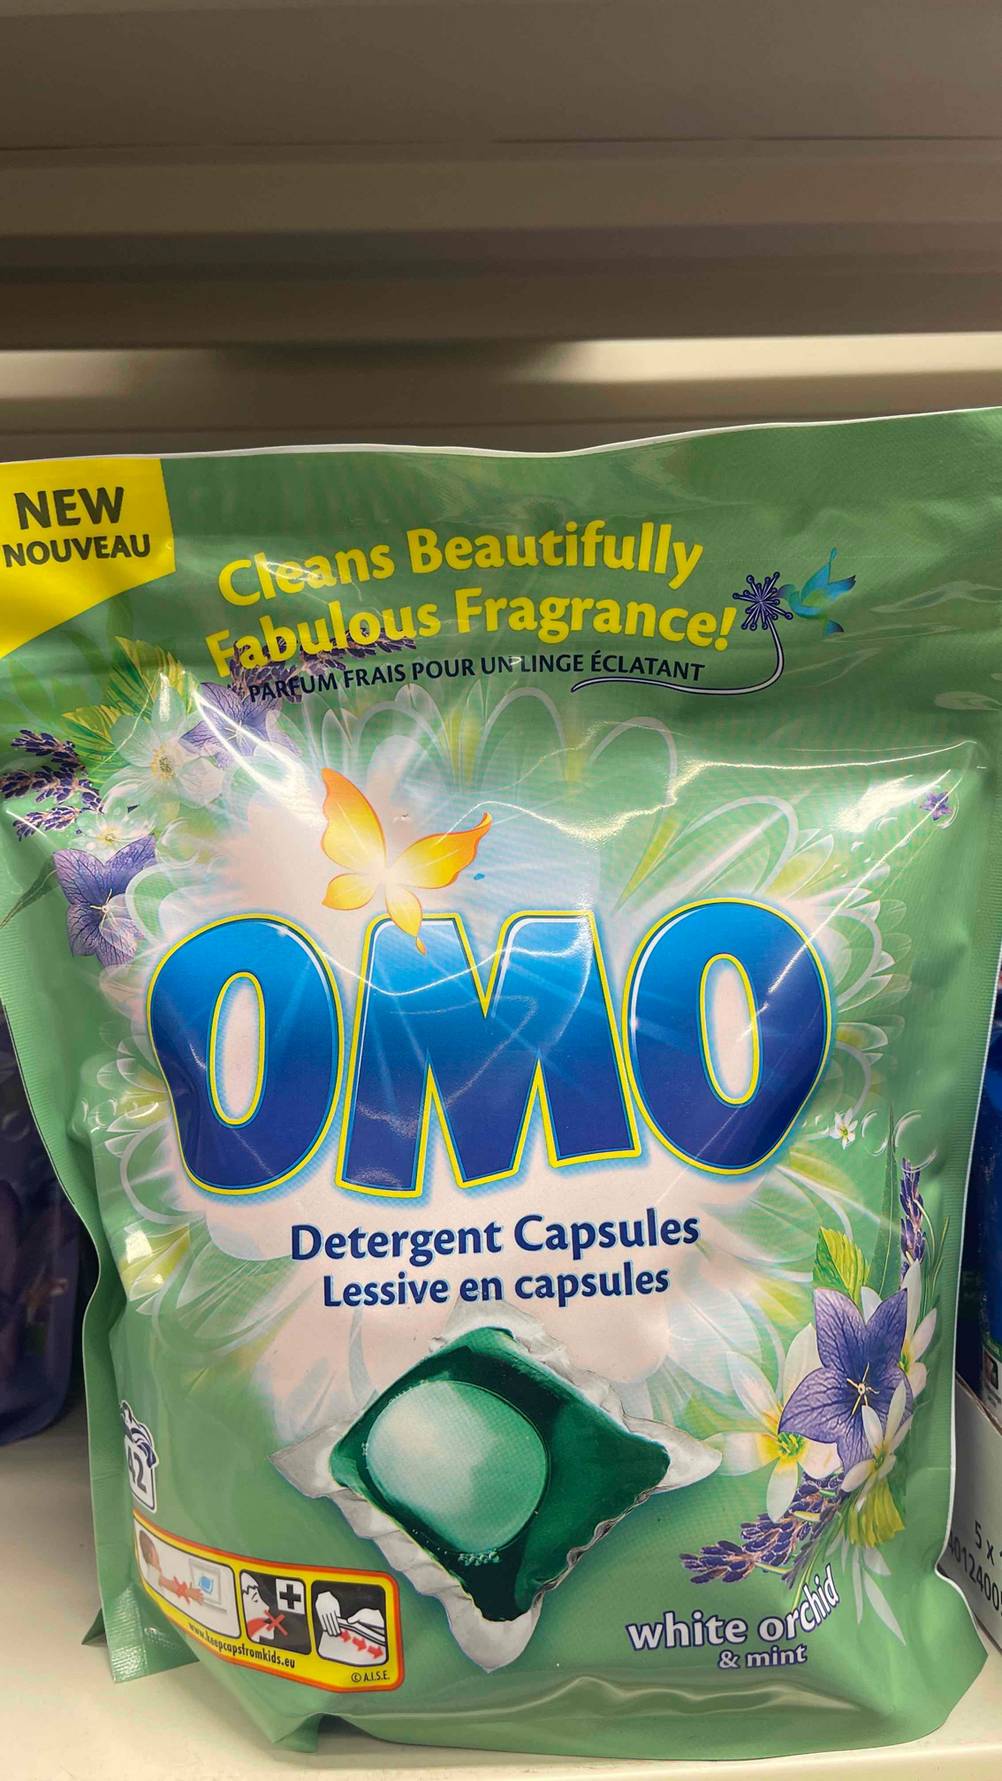 NEW
NOUVEAU
Cleans Beautifully
Fabulous Fragrance!
PARFUM FRAIS POUR UN LINGE ÉCLATANT
OMO
Detergent Capsules
Lessive en capsules
42
www.keepcapsfromkids.eu
© A.I.S.E.
white orchid
& mint
5 x